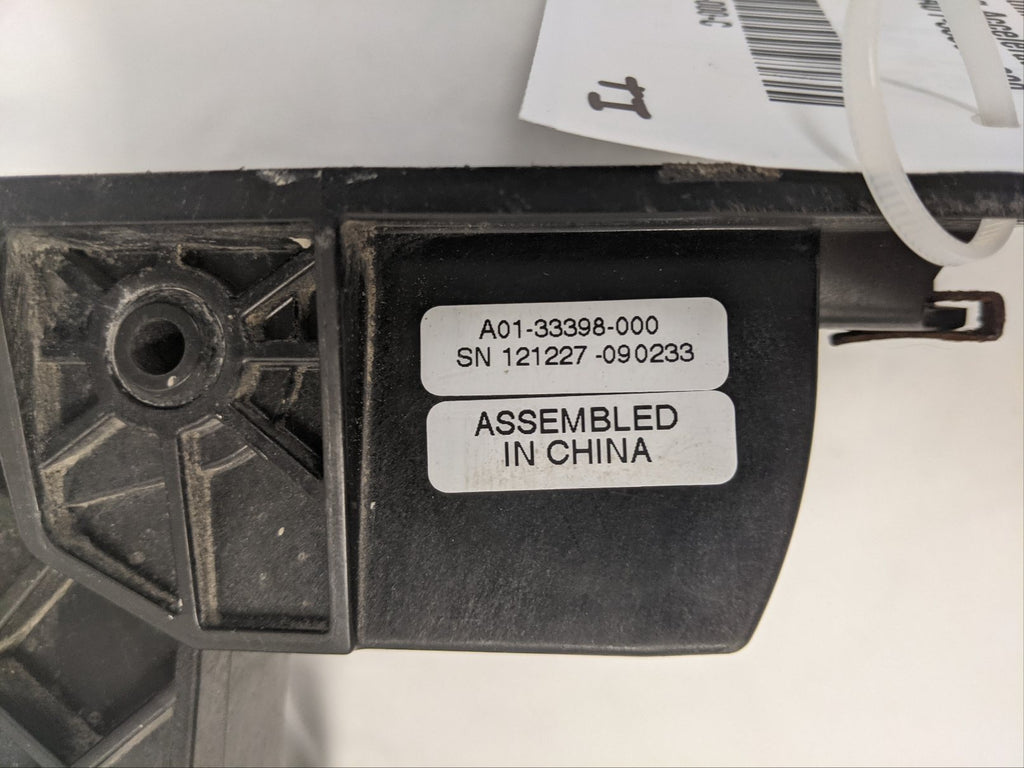 A01-33398-000
SN 121227 -090233
ASSEMBLED
IN CHINA